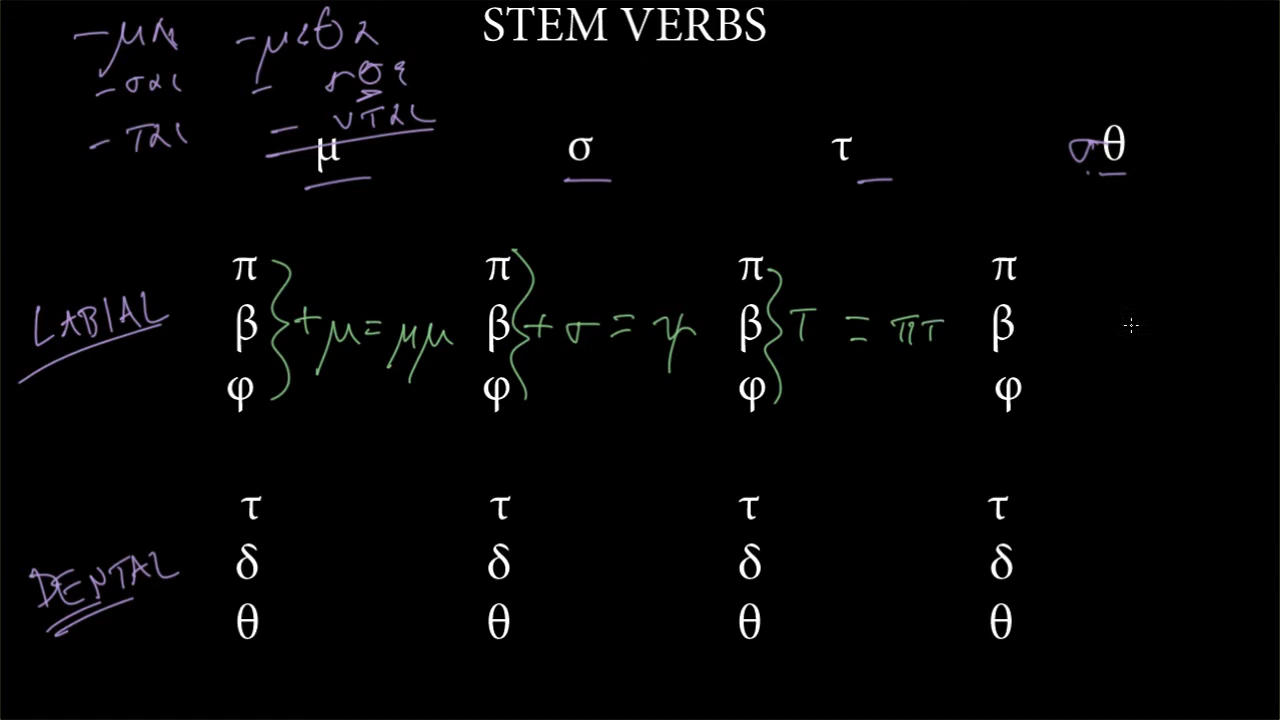 STEM VERBS
-μαι -μεθα
-σαι - σθε
-ται - νται
μ σ τ σθ
π π π π
LABIAL β + μ = μμ β + σ = ψ β τ = πτ β
φ φ φ φ
τ τ τ τ
DENTAL δ δ δ δ
θ θ θ θ